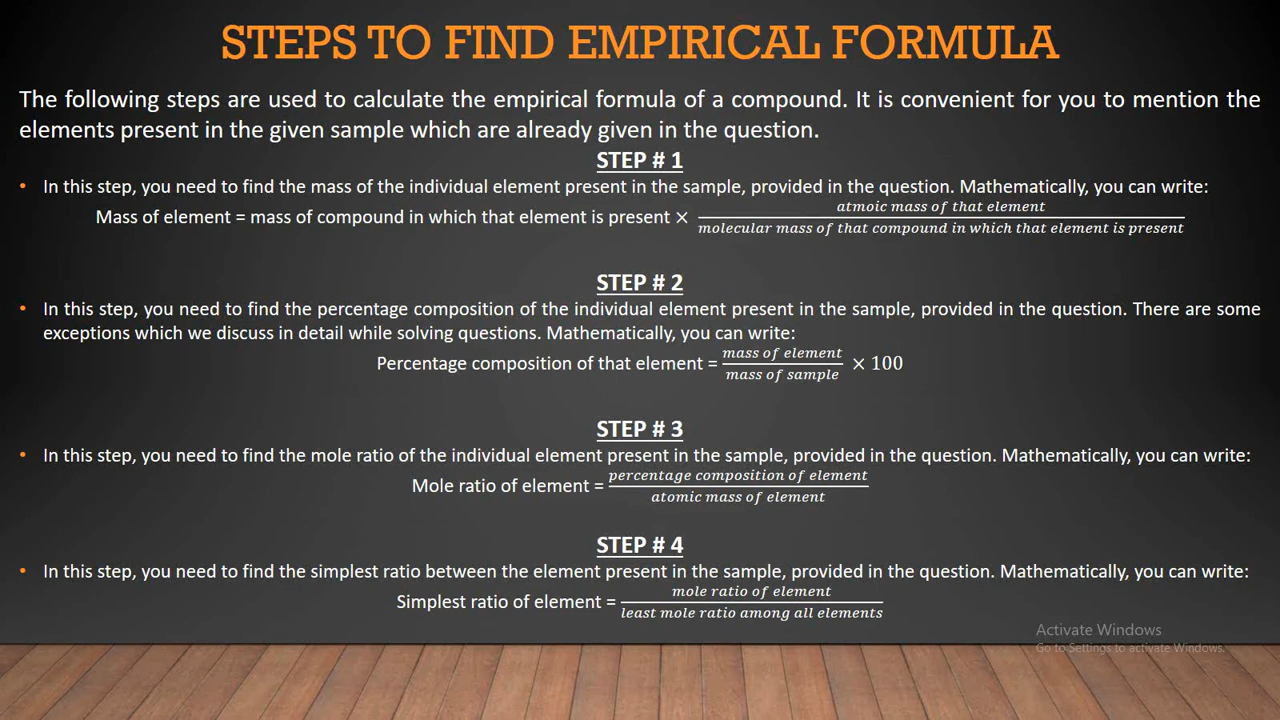 STEPS TO FIND EMPIRICAL FORMULA
The following steps are used to calculate the empirical formula of a compound. It is convenient for you to mention the
elements present in the given sample which are already given in the question.
STEP # 1
• In this step, you need to find the mass of the individual element present in the sample, provided in the question. Mathematically, you can write:
Mass of element = mass of compound in which that element is present × atmoic mass of that element / molecular mass of that compound in which that element is present
STEP # 2
• In this step, you need to find the percentage composition of the individual element present in the sample, provided in the question. There are some
exceptions which we discuss in detail while solving questions. Mathematically, you can write:
Percentage composition of that element = mass of element / mass of sample × 100
STEP # 3
• In this step, you need to find the mole ratio of the individual element present in the sample, provided in the question. Mathematically, you can write:
Mole ratio of element = percentage composition of element / atomic mass of element
STEP # 4
• In this step, you need to find the simplest ratio between the element present in the sample, provided in the question. Mathematically, you can write:
Simplest ratio of element = mole ratio of element / least mole ratio among all elements
Activate Windows
Go to Settings to activate Windows.